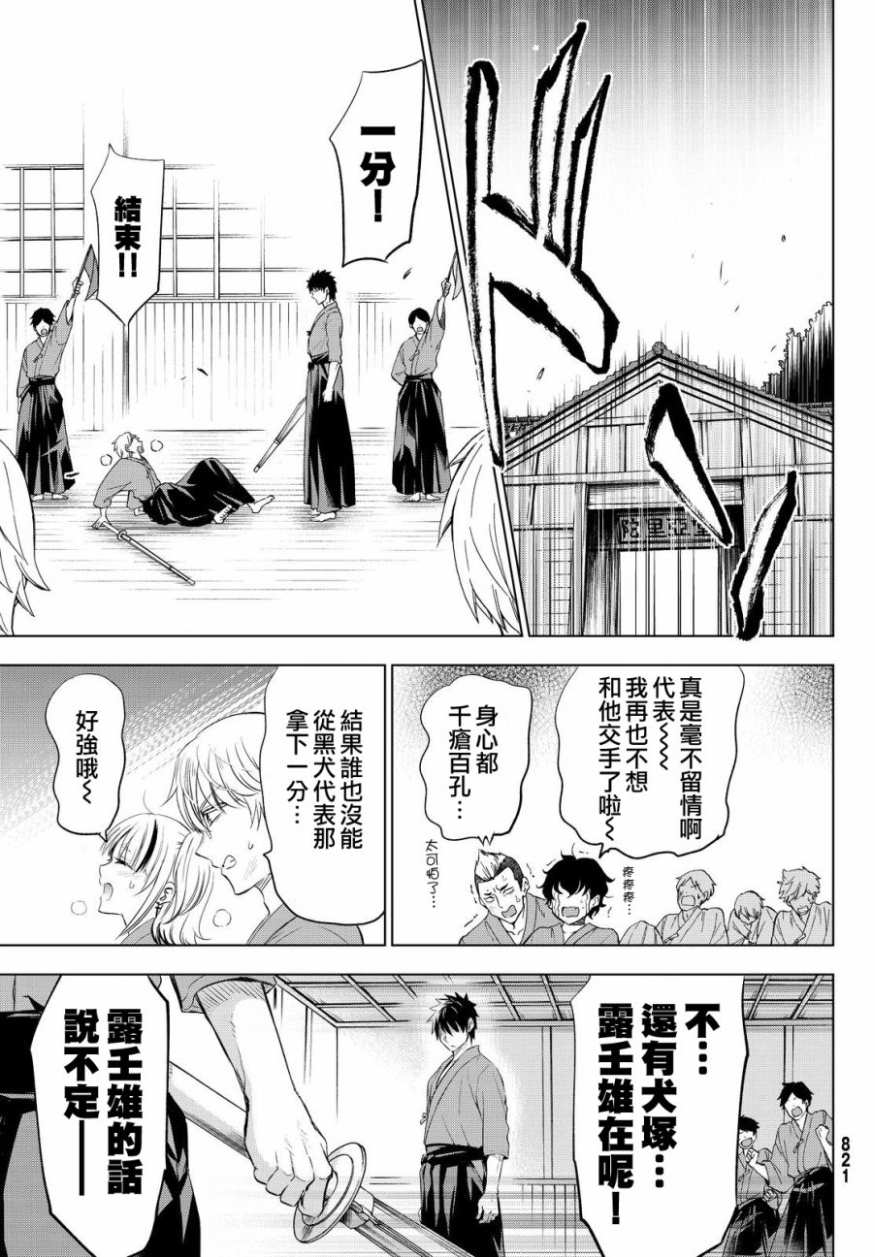 ドォォン
一分！
結束!!
真是毫不留情啊
代表～～
我再也不想
和他交手了啦～
身心都
千瘡百孔…
太可怕了…
疼疼疼…
結果誰也沒能
從黑犬代表那
拿下一分…
好強哦～
不…
還有犬塚…
露壬雄在呢！
露壬雄的話
說不定──
821